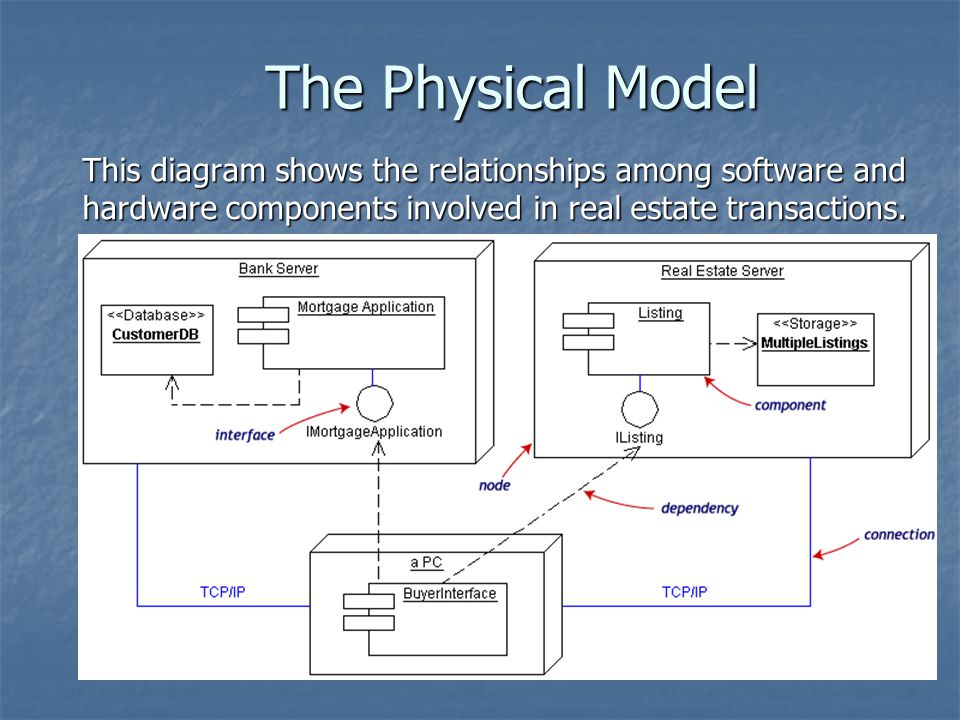 The Physical Model
This diagram shows the relationships among software and
hardware components involved in real estate transactions.
Bank Server
<<Database>>
CustomerDB
Mortgage Application
interface
IMortgageApplication
Real Estate Server
Listing
<<Storage>>
MultipleListings
component
IListing
node
dependency
connection
a PC
BuyerInterface
TCP/IP
TCP/IP